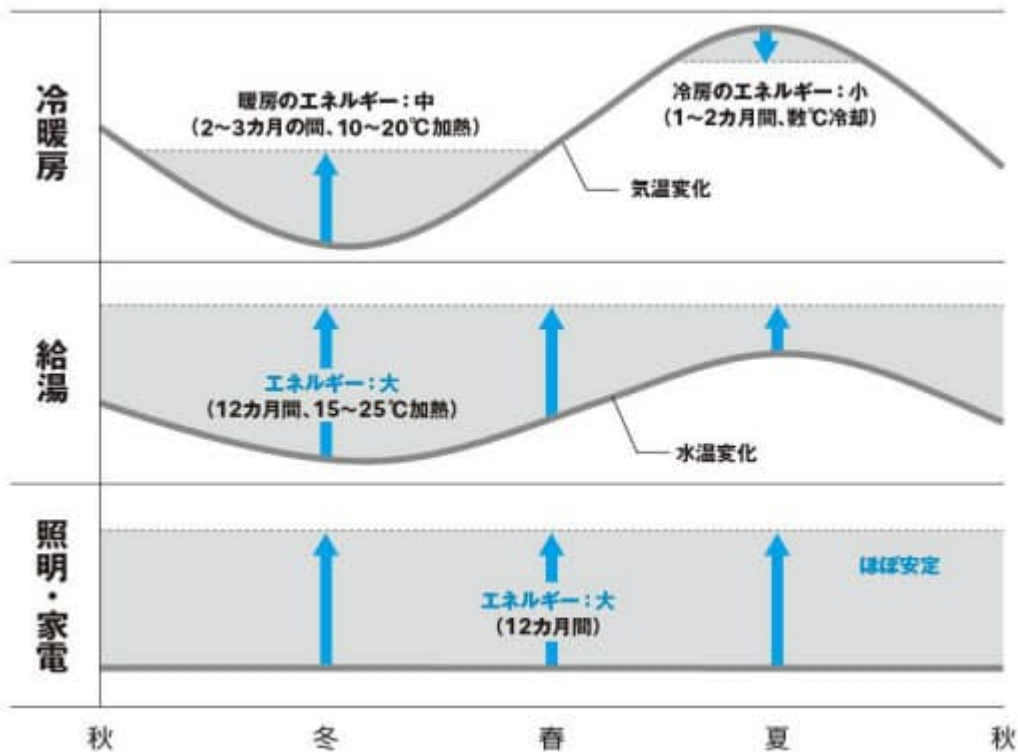 冷暖房
暖房のエネルギー：中
（2〜3カ月の間、10〜20℃加熱）
冷房のエネルギー：小
（1〜2カ月間、数℃冷却）
気温変化
給湯
エネルギー：大
（12カ月間、15〜25℃加熱）
水温変化
照明・家電
エネルギー：大
（12カ月間）
ほぼ安定
秋 冬 春 夏 秋